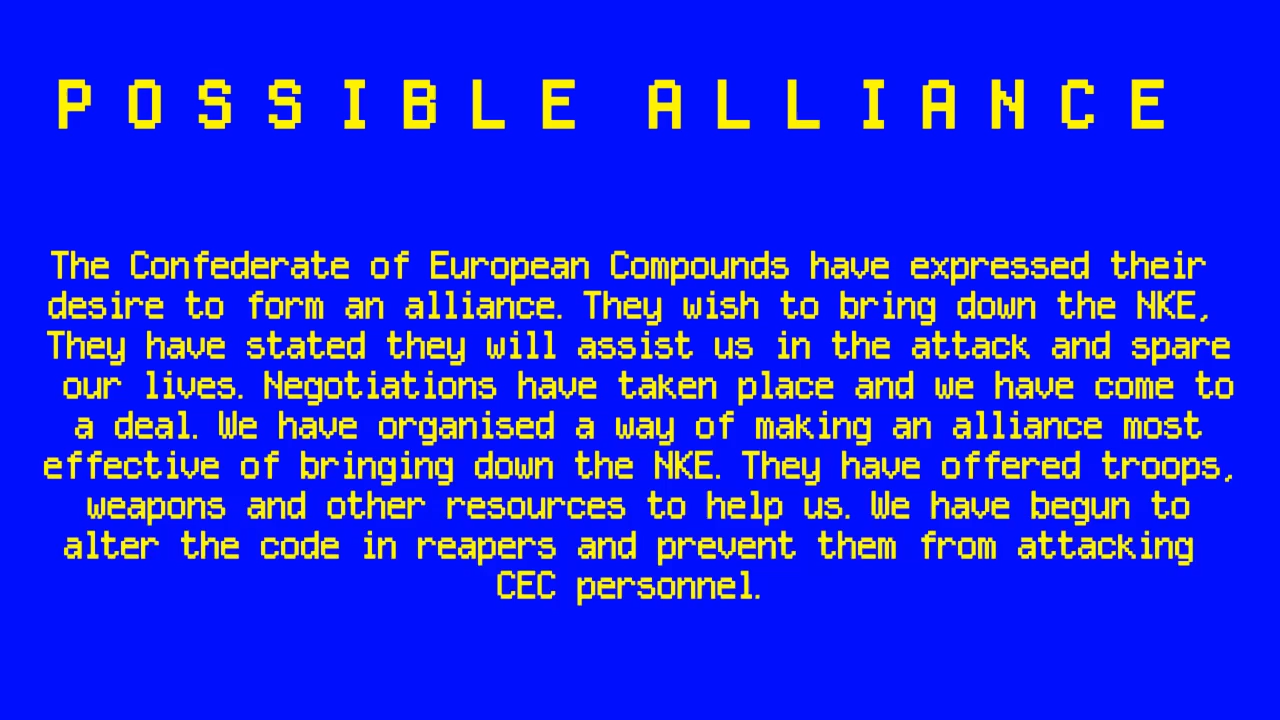 POSSIBLE ALLIANCE
The Confederate of European Compounds have expressed their
desire to form an alliance. They wish to bring down the NKE,
They have stated they will assist us in the attack and spare
our lives. Negotiations have taken place and we have come to
a deal. We have organised a way of making an alliance most
effective of bringing down the NKE. They have offered troops,
weapons and other resources to help us. We have begun to
alter the code in reapers and prevent them from attacking
CEC personnel.